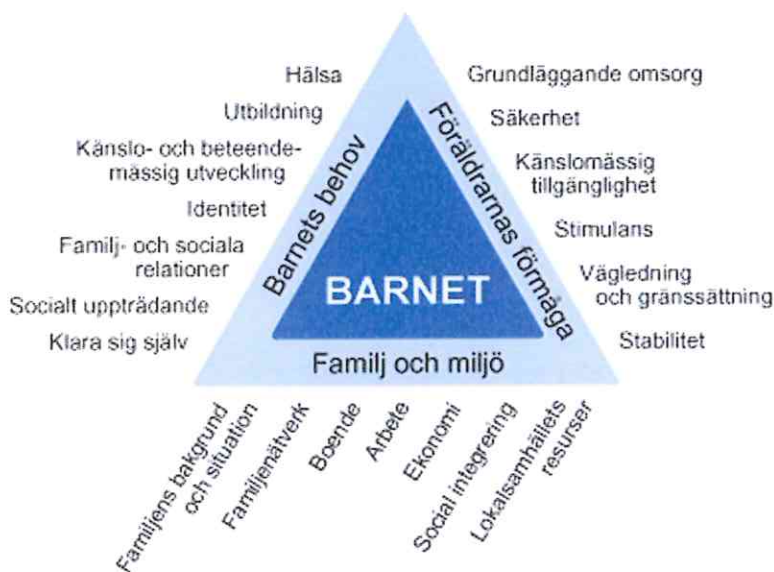 Hälsa
Utbildning
Känslo- och beteende-
mässig utveckling
Identitet
Familj- och sociala
relationer
Socialt uppträdande
Klara sig själv
Barnets behov
BARNET
Föräldrarnas förmåga
Grundläggande omsorg
Säkerhet
Känslomässig
tillgänglighet
Stimulans
Vägledning
och gränssättning
Stabilitet
Familj och miljö
Familjens bakgrund
och situation
Familjenätverk
Boende
Arbete
Ekonomi
Social integrering
Lokalsamhällets
resurser